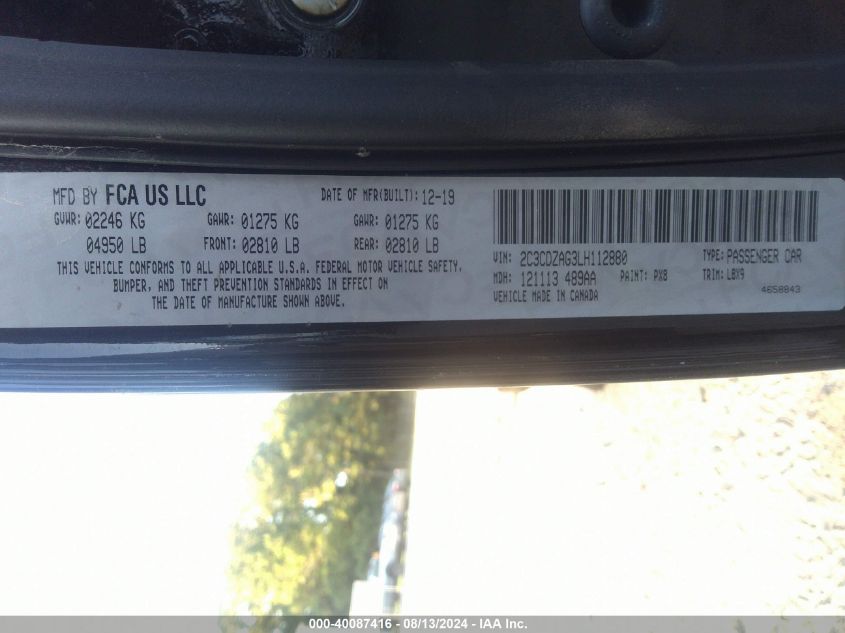 MFD BY FCA US LLC
DATE OF MFR(BUILT): 12-19
GVWR: 02246 KG
GAWR: 01275 KG
GAWR: 01275 KG
04950 LB
FRONT: 02810 LB
REAR: 02810 LB
THIS VEHICLE CONFORMS TO ALL APPLICABLE U.S.A. FEDERAL MOTOR VEHICLE SAFETY,
BUMPER, AND THEFT PREVENTION STANDARDS IN EFFECT ON
THE DATE OF MANUFACTURE SHOWN ABOVE.
VIN: 2C3CDZAG3LH112880
TYPE: PASSENGER CAR
MDH: 121113 489AA
PAINT: PX8
TRIM: LBX9
VEHICLE MADE IN CANADA
4658843
000-40087416 - 08/13/2024 - IAA Inc.